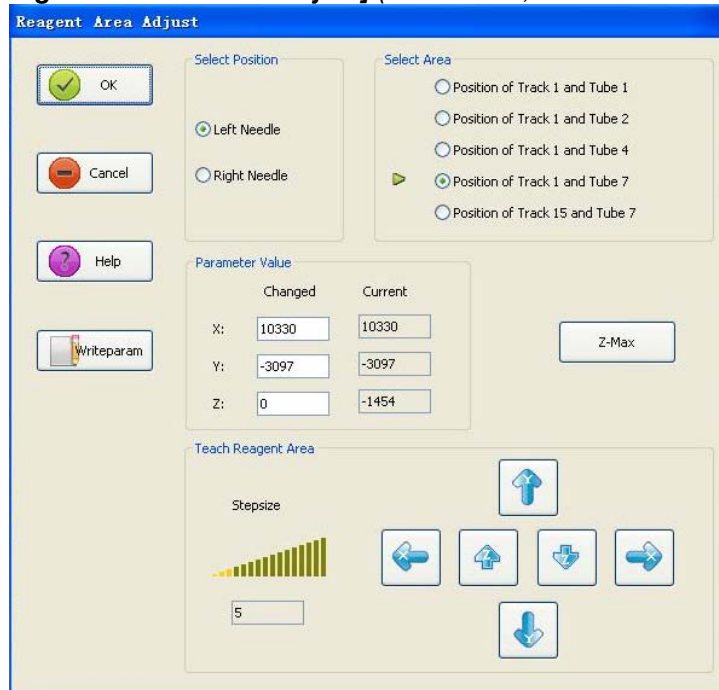 Reagent Area Adjust
OK
Cancel
Help
Writeparam
Select Position
Left Needle
Right Needle
Select Area
Position of Track 1 and Tube 1
Position of Track 1 and Tube 2
Position of Track 1 and Tube 4
Position of Track 1 and Tube 7
Position of Track 15 and Tube 7
Parameter Value
Changed Current
X: 10330 10330
Y: -3097 -3097
Z: 0 -1454
Z-Max
Teach Reagent Area
Stepsize
5
Y
X Z Z X
Y